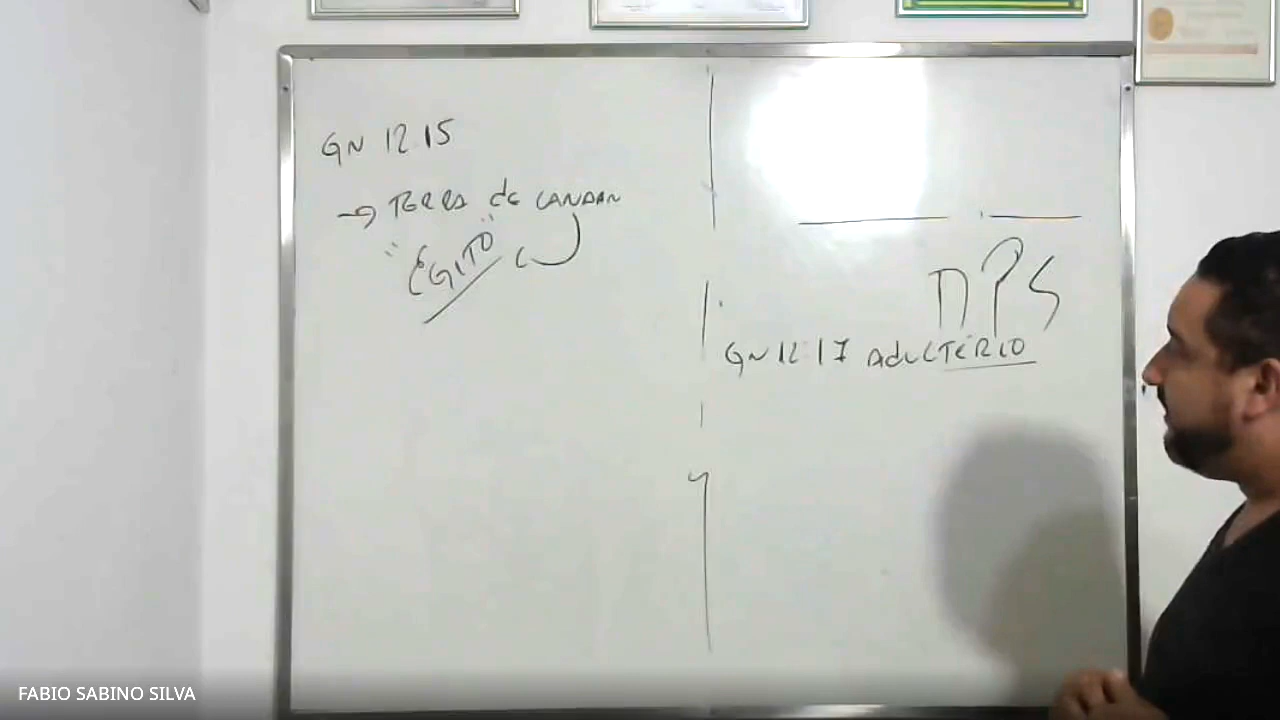 GN 12.15
→ TERRA de CANAAN
"EGITO"
GN 12.17 AdULTÉRIO
FABIO SABINO SILVA